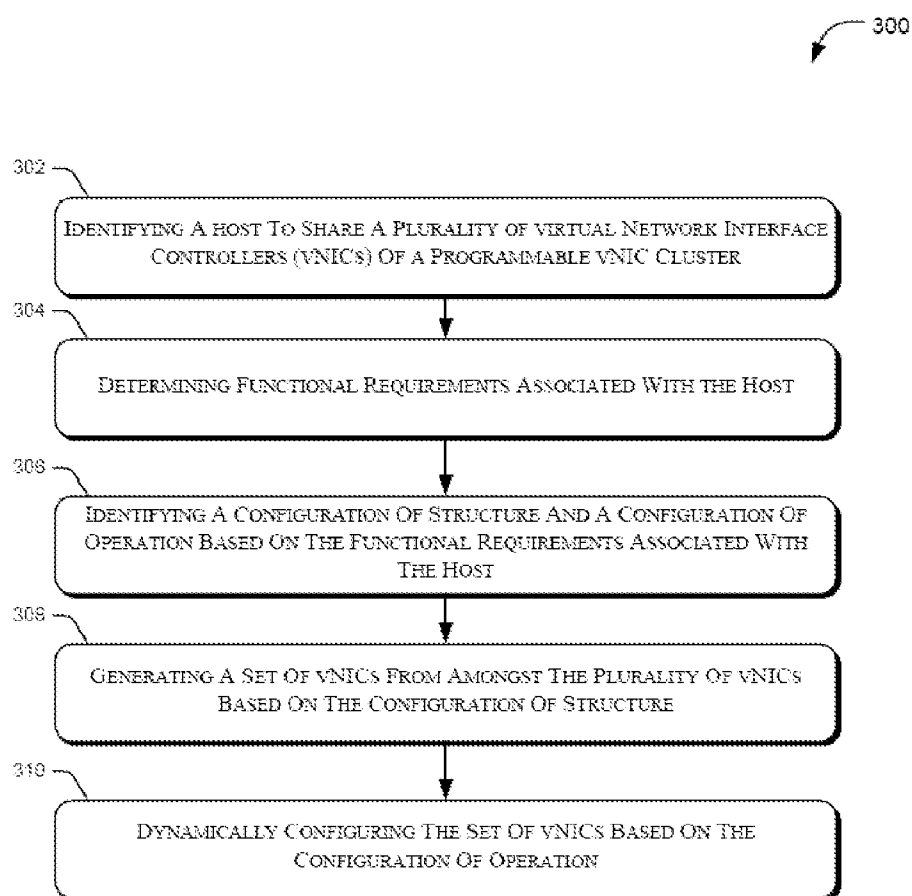 300
302
IDENTIFYING A HOST TO SHARE A PLURALITY OF VIRTUAL NETWORK INTERFACE
CONTROLLERS (VNICS) OF A PROGRAMMABLE VNIC CLUSTER
304
DETERMINING FUNCTIONAL REQUIREMENTS ASSOCIATED WITH THE HOST
306
IDENTIFYING A CONFIGURATION OF STRUCTURE AND A CONFIGURATION OF
OPERATION BASED ON THE FUNCTIONAL REQUIREMENTS ASSOCIATED WITH
THE HOST
308
GENERATING A SET OF VNICS FROM AMONGST THE PLURALITY OF VNICS
BASED ON THE CONFIGURATION OF STRUCTURE
310
DYNAMICALLY CONFIGURING THE SET OF VNICS BASED ON THE
CONFIGURATION OF OPERATION